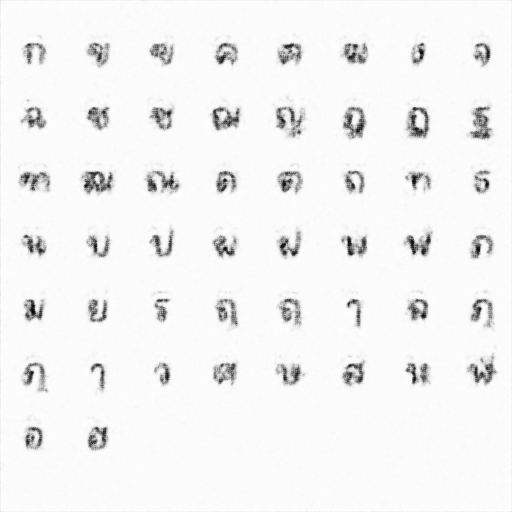 ก ข ฃ ค ฅ ฆ ง จ
ฉ ช ซ ฌ ญ ฎ ฏ ฐ
ฑ ฒ ณ ด ต ถ ท ธ
น บ ป ผ ฝ พ ฟ ภ
ม ย ร ฤ ฤ ๅ ล ฦ
ฦ ๅ ว ศ ษ ส ห ฬ
อ ฮ